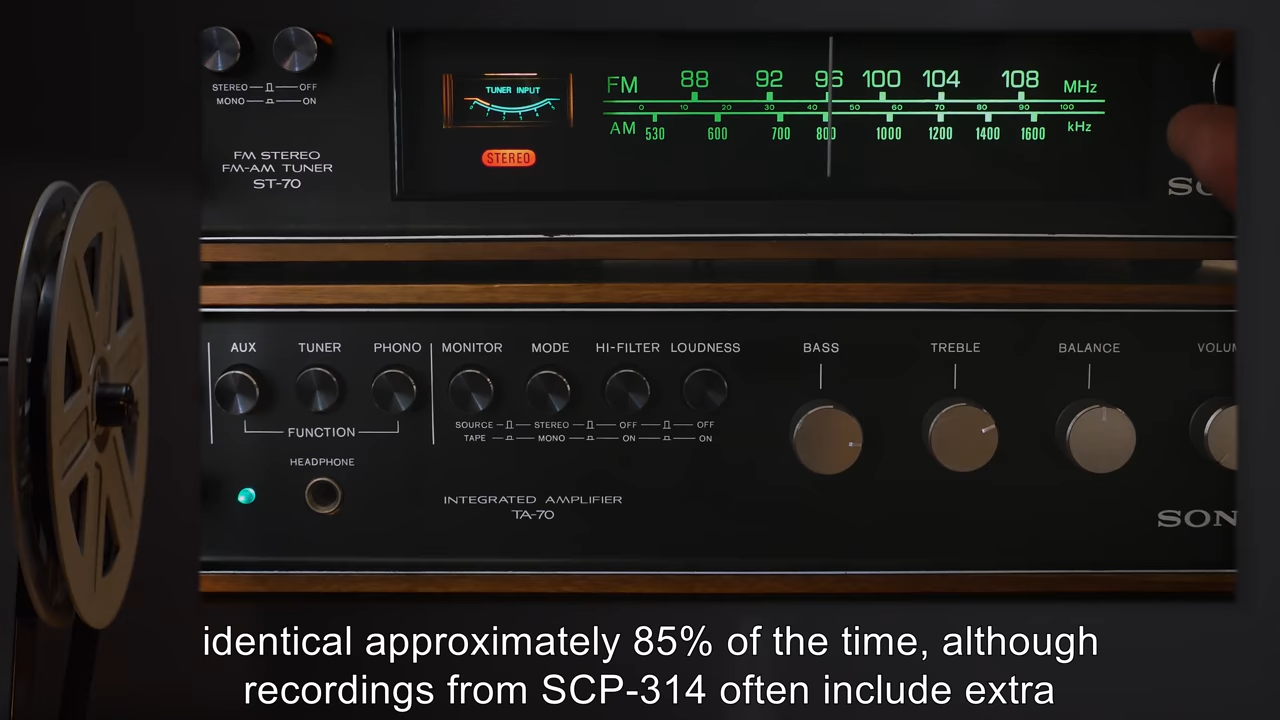 STEREO OFF
MONO ON
FM STEREO
FM-AM TUNER
ST-70
TUNER INPUT
STEREO
FM 88 92 96 100 104 108 MHz
0 10 20 30 40 50 60 70 80 90 100
AM 530 600 700 800 1000 1200 1400 1600 kHz
AUX TUNER PHONO MONITOR MODE HI-FILTER LOUDNESS BASS TREBLE BALANCE VOLUM
SOURCE STEREO OFF OFF
TAPE MONO ON ON
FUNCTION
HEADPHONE
INTEGRATED AMPLIFIER
TA-70
SON
identical approximately 85% of the time, although
recordings from SCP-314 often include extra